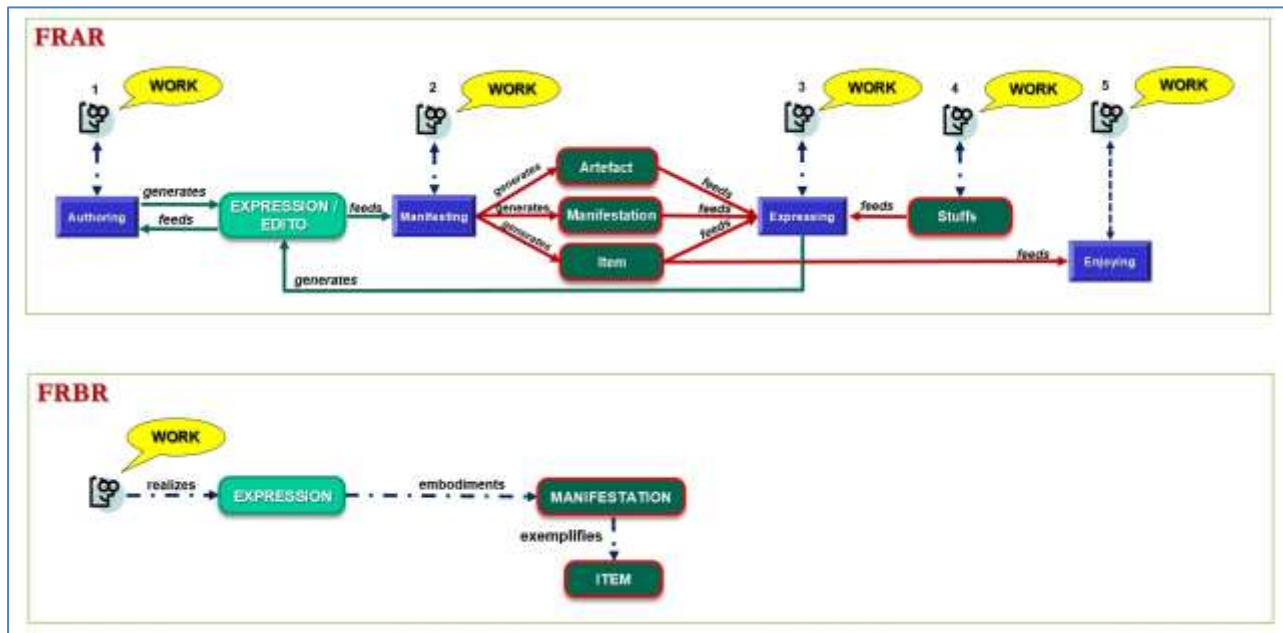 FRAR
1
WORK
2
WORK
3
WORK
4
WORK
5
WORK
Authoring
generates
feeds
EXPRESSION /
EDITO
feeds
Manifesting
generates
generates
generates
Artefact
Manifestation
Item
feeds
feeds
feeds
Expressing
feeds
Stuffs
feeds
Enjoying
generates
FRBR
WORK
realizes
EXPRESSION
embodiments
MANIFESTATION
exemplifies
ITEM